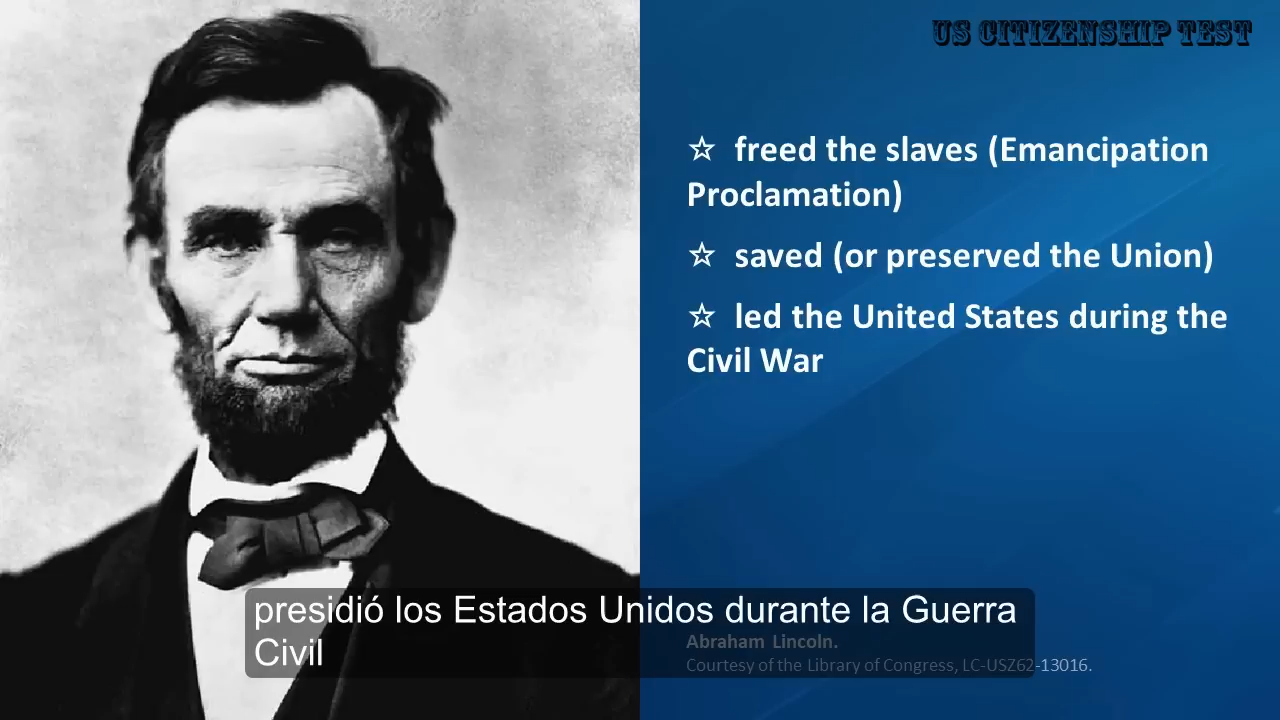 US CITIZENSHIP TEST
☆ freed the slaves (Emancipation
Proclamation)
☆ saved (or preserved the Union)
☆ led the United States during the
Civil War
presidió los Estados Unidos durante la Guerra
Civil
Abraham Lincoln.
Courtesy of the Library of Congress, LC-USZ62-13016.